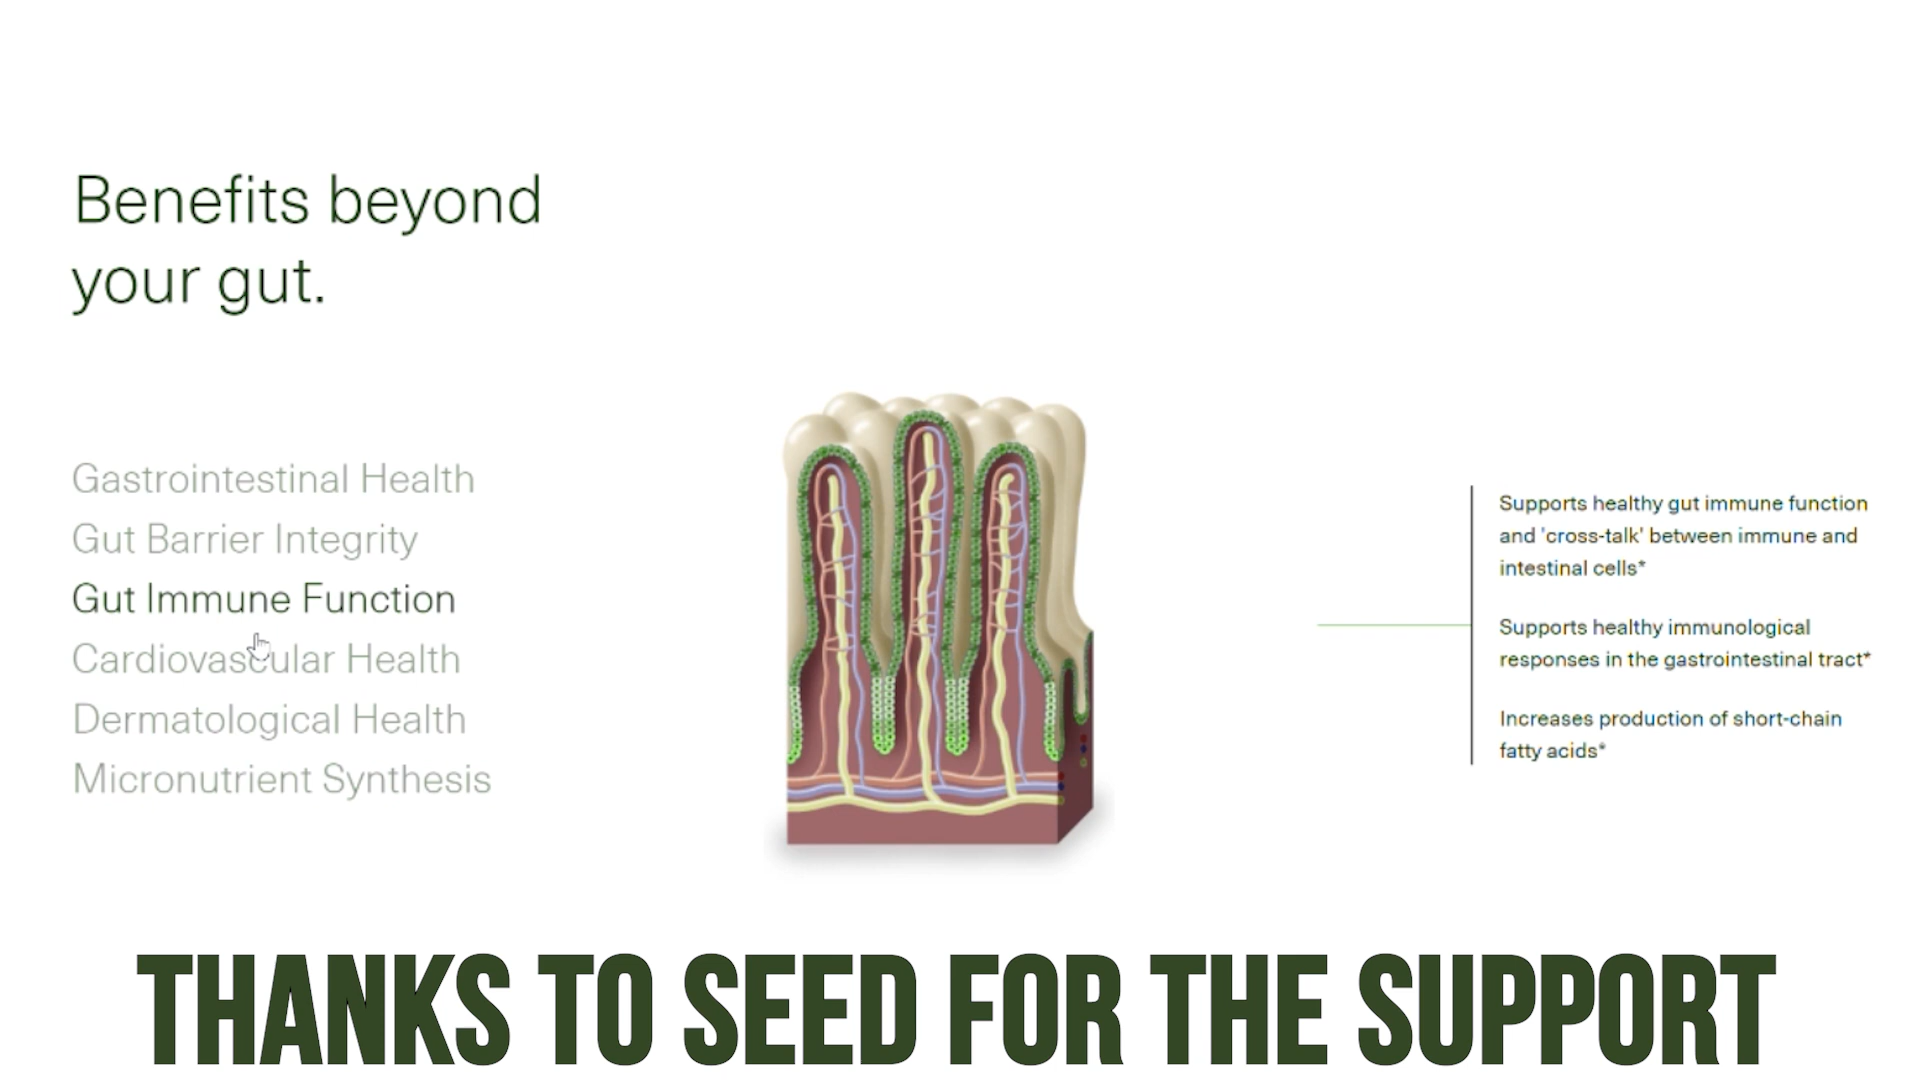 Benefits beyond
your gut.
Gastrointestinal Health
Gut Barrier Integrity
Gut Immune Function
Cardiovascular Health
Dermatological Health
Micronutrient Synthesis
Supports healthy gut immune function
and 'cross-talk' between immune and
intestinal cells*
Supports healthy immunological
responses in the gastrointestinal tract*
Increases production of short-chain
fatty acids*
THANKS TO SEED FOR THE SUPPORT